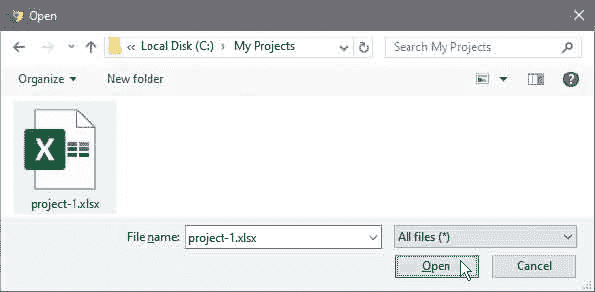 Open
« Local Disk (C:) › My Projects
Search My Projects
Organize
New folder
X
project-1.xlsx
File name: project-1.xlsx
All files (*)
Open
Cancel